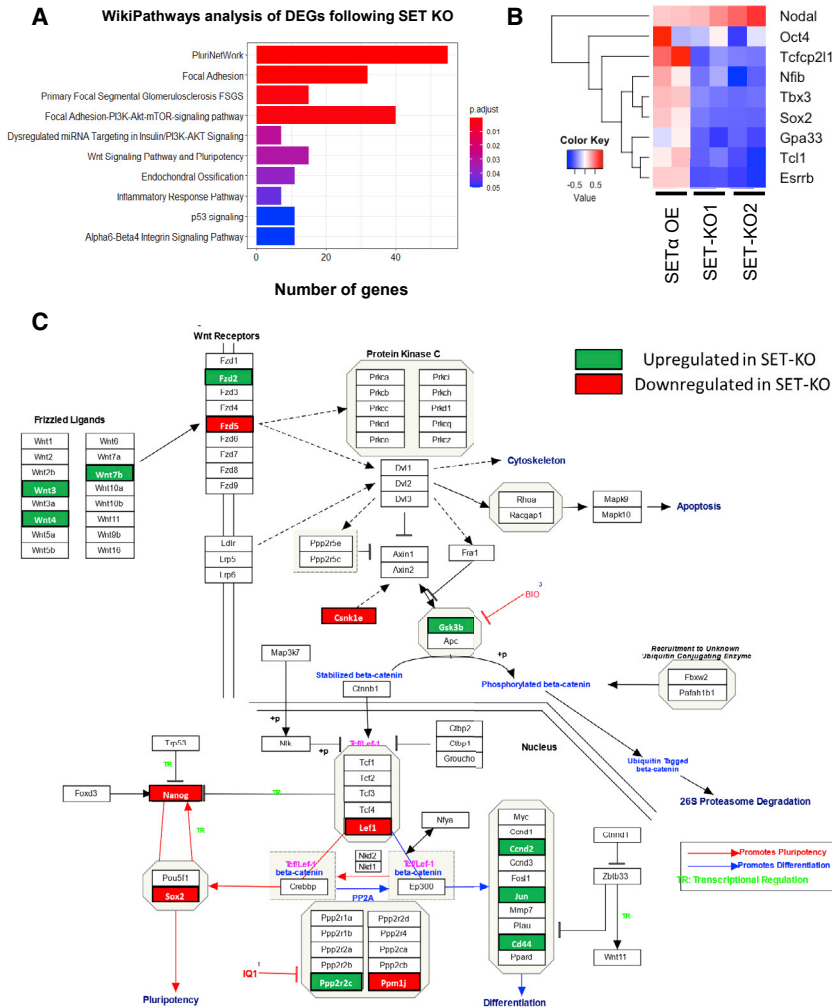 A
WikiPathways analysis of DEGs following SET KO
PluriNetWork
Focal Adhesion
Primary Focal Segmental Glomerulosclerosis FSGS
Focal Adhesion-PI3K-Akt-mTOR-signaling pathway
Dysregulated miRNA Targeting in Insulin/PI3K-AKT Signaling
Wnt Signaling Pathway and Pluripotency
Endochondral Ossification
Inflammatory Response Pathway
p53 signaling
Alpha6-Beta4 Integrin Signaling Pathway
0 20 40
Number of genes
p.adjust
0.01
0.02
0.03
0.04
0.05
B
Nodal
Oct4
Tcfcp2l1
Nfib
Tbx3
Sox2
Gpa33
Tcl1
Esrrb
Color Key
-0.5 0.5
Value
SETα OE
SET-KO1
SET-KO2
C
Wnt Receptors
Fzd1
Fzd2
Fzd3
Fzd4
Fzd5
Fzd6
Fzd7
Fzd8
Fzd9
Ldlr
Lrp5
Lrp6
Frizzled Ligands
Wnt1
Wnt2
Wnt2b
Wnt3
Wnt3a
Wnt4
Wnt5a
Wnt5b
Wnt6
Wnt7a
Wnt7b
Wnt10a
Wnt10b
Wnt11
Wnt9b
Wnt16
Protein Kinase C
Prkca
Prkcb
Prkcc
Prkcd
Prkce
Prkci
Prkch
Prkd1
Prkcq
Prkcz
Upregulated in SET-KO
Downregulated in SET-KO
Dvl1
Dvl2
Dvl3
Cytoskeleton
Rhoa
Racgap1
Mapk9
Mapk10
Apoptosis
Ppp2r5e
Ppp2r5c
Axin1
Axin2
Frat1
Csnk1e
Gsk3b
Apc
BIO
3
Map3k7
Stabilized beta-catenin
Ctnnb1
+p
Phosphorylated beta-catenin
Recruitment to Unknown
Ubiquitin Conjugating Enzyme
Fbxw2
Pafah1b1
+p
Nlk
+p
Tcf/Lef-1
Ctbp2
Ctbp1
Groucho
Nucleus
Ubiquitin Tagged
beta-catenin
26S Proteasome Degradation
Trp53
TR
Foxd3
Nanog
TR
TR
Tcf1
Tcf2
Tcf3
Tcf4
Lef1
Nfya
Pou5f1
Sox2
Tcf/Lef-1
beta-catenin
Crebbp
Nkd2
Nkd1
PP2A
Tcf/Lef-1
beta-catenin
Ep300
Myc
Ccnd1
Ccnd2
Ccnd3
Fosl1
Jun
Mmp7
Plau
Cd44
Ppard
Ctnnd1
Zbtb33
TR
Wnt11
Promotes Pluripotency
Promotes Differentiation
TR: Transcriptional Regulation
Ppp2r1a
Ppp2r1b
Ppp2r2a
Ppp2r2b
Ppp2r2c
Ppp2r2d
Ppp2r4
Ppp2ca
Ppp2cb
Ppm1j
IQ1
1
Pluripotency
Differentiation